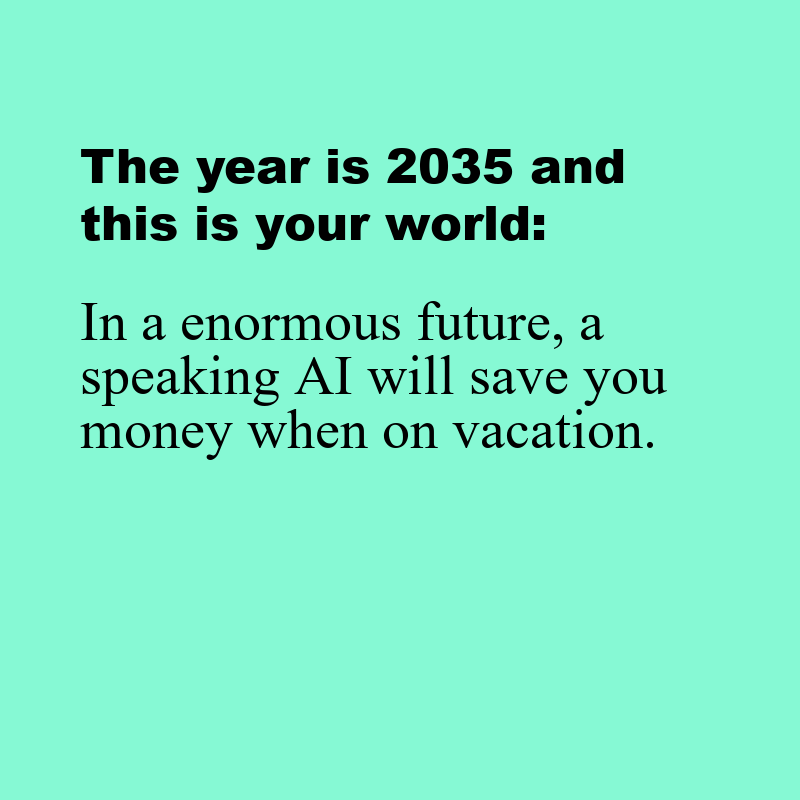 The year is 2035 and
this is your world:
In a enormous future, a
speaking AI will save you
money when on vacation.